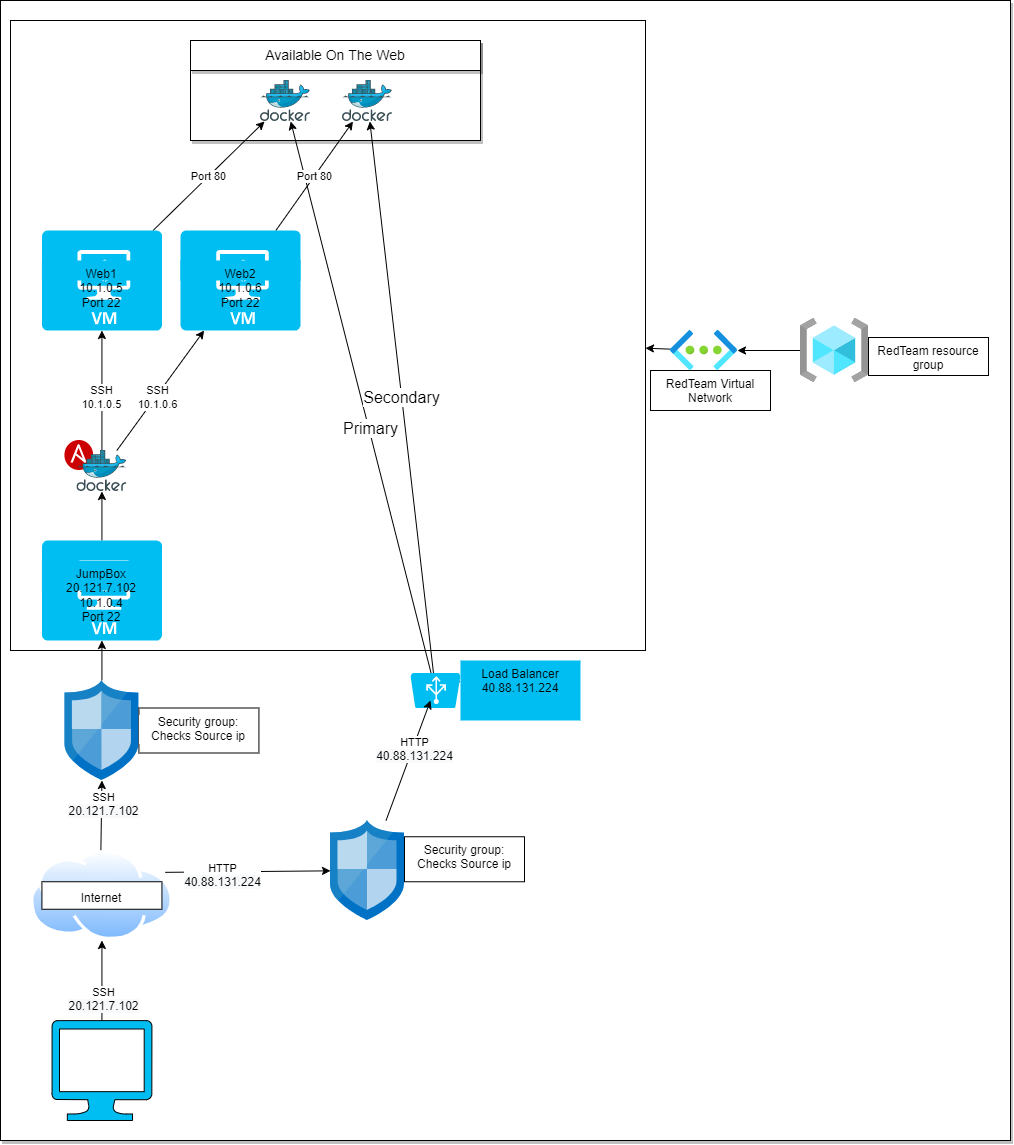 Available On The Web
docker
docker
Port 80
Port 80
Web1
10.1.0.5
Port 22
VM
Web2
10.1.0.6
Port 22
VM
RedTeam resource
group
RedTeam Virtual
Network
SSH
10.1.0.5
SSH
10.1.0.6
Secondary
Primary
A
docker
JumpBox
20.121.7.102
10.1.0.4
Port 22
VM
Load Balancer
40.88.131.224
Security group:
Checks Source ip
HTTP
40.88.131.224
SSH
20.121.7.102
Security group:
Checks Source ip
HTTP
40.88.131.224
Internet
SSH
20.121.7.102